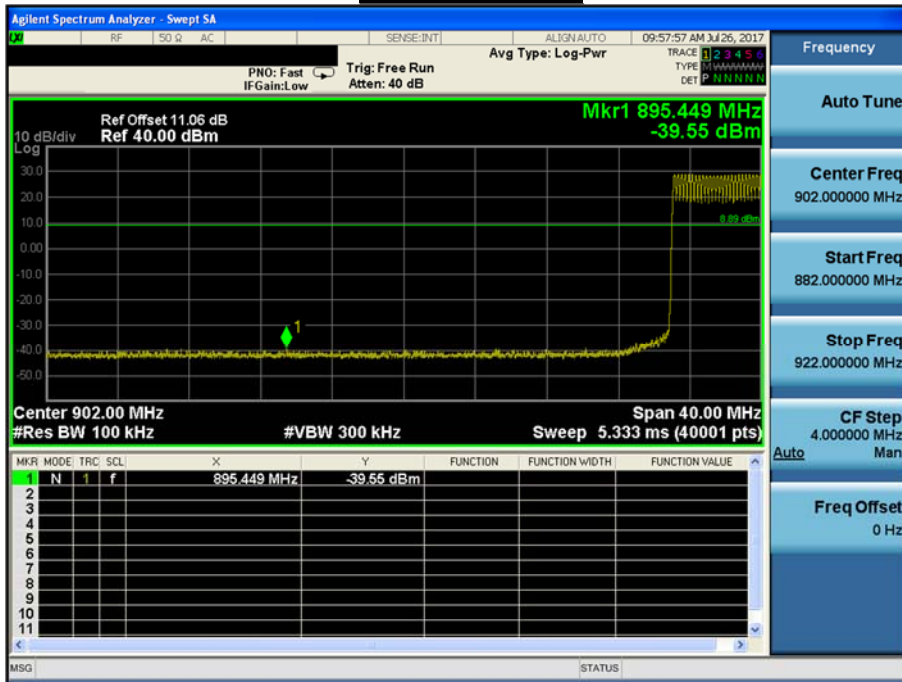 Agilent Spectrum Analyzer - Swept SA
LXI RF 50 Ω AC SENSE:INT ALIGN AUTO 09:57:57 AM Jul 26, 2017
Frequency
Avg Type: Log-Pwr
TRACE 1 2 3 4 5 6
TYPE M WWWWW
DET P N N N N N
PNO: Fast
IFGain:Low
Trig: Free Run
Atten: 40 dB
Auto Tune
Mkr1 895.449 MHz
-39.55 dBm
Ref Offset 11.06 dB
Ref 40.00 dBm
10 dB/div
Log
30.0
20.0
10.0
0.00
-10.0
-20.0
-30.0
-40.0
-50.0
8.89 dBm
1
Center Freq
902.000000 MHz
Start Freq
882.000000 MHz
Stop Freq
922.000000 MHz
Center 902.00 MHz
Span 40.00 MHz
#Res BW 100 kHz
#VBW 300 kHz
Sweep 5.333 ms (40001 pts)
CF Step
4.000000 MHz
Auto Man
MKR MODE TRC SCL X Y FUNCTION FUNCTION WIDTH FUNCTION VALUE
1 N 1 f 895.449 MHz -39.55 dBm
2
3
4
5
6
7
8
9
10
11
Freq Offset
0 Hz
MSG
STATUS